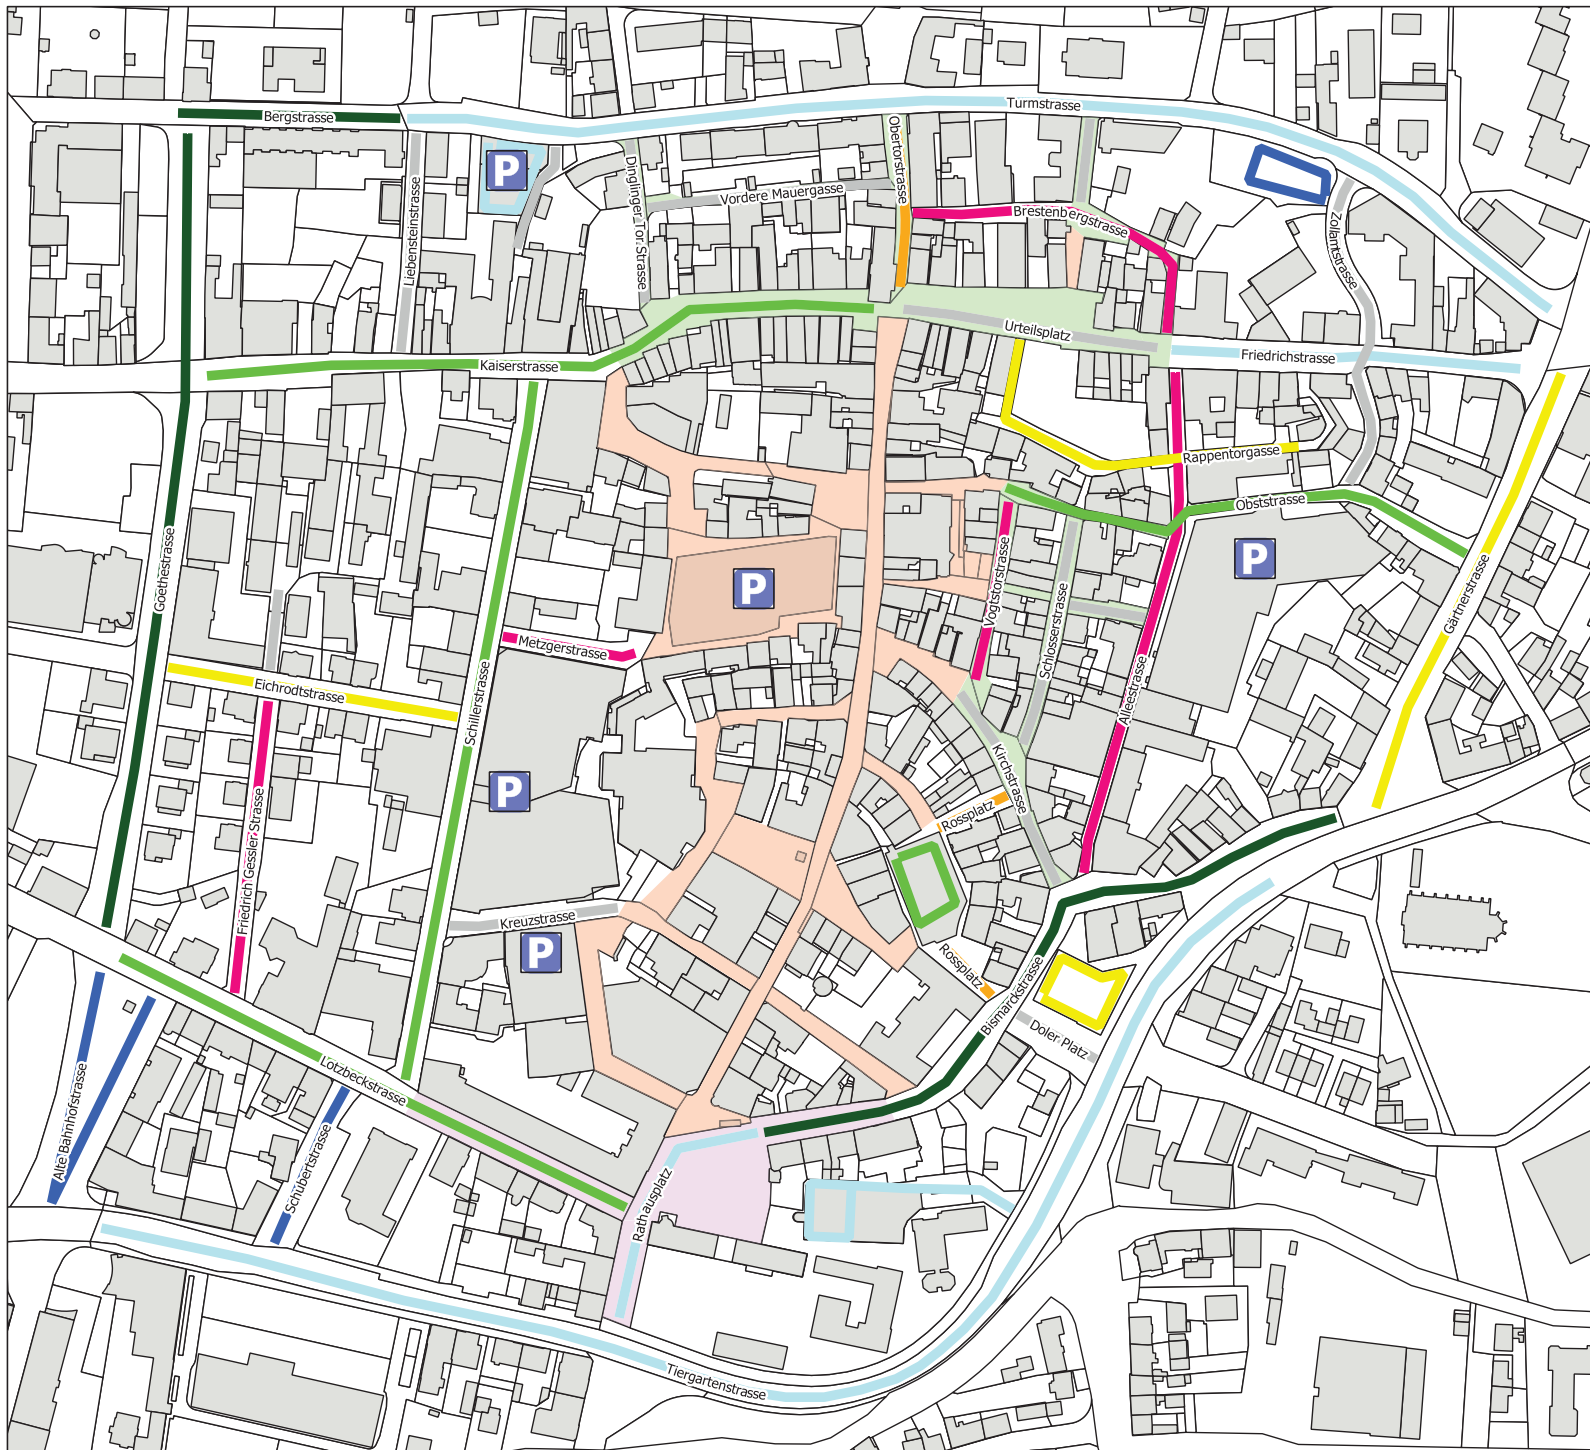 Turmstrasse
Bergstrasse
Obertorstrasse
P
Dinglinger Tor Strasse
Vordere Mauergasse
Liebensteinstrasse
Brestenbergstrasse
Zollamtstrasse
Urteilsplatz
Friedrichstrasse
Kaiserstrasse
Rappentorgasse
Obststrasse
Goethestrasse
P
P
Vogtstorstrasse
Schlosserstrasse
Gärtnerstrasse
Metzgerstrasse
Eichrodtstrasse
Schillerstrasse
Alleestrasse
Kirchstrasse
P
Rossplatz
Friedrich Gessler Strasse
Kreuzstrasse
P
Rossplatz
Bismarckstrasse
Doler Platz
Lotzbeckstrasse
Alte Bahnhofstrasse
Schubertstrasse
Rathausplatz
Tiergartenstrasse